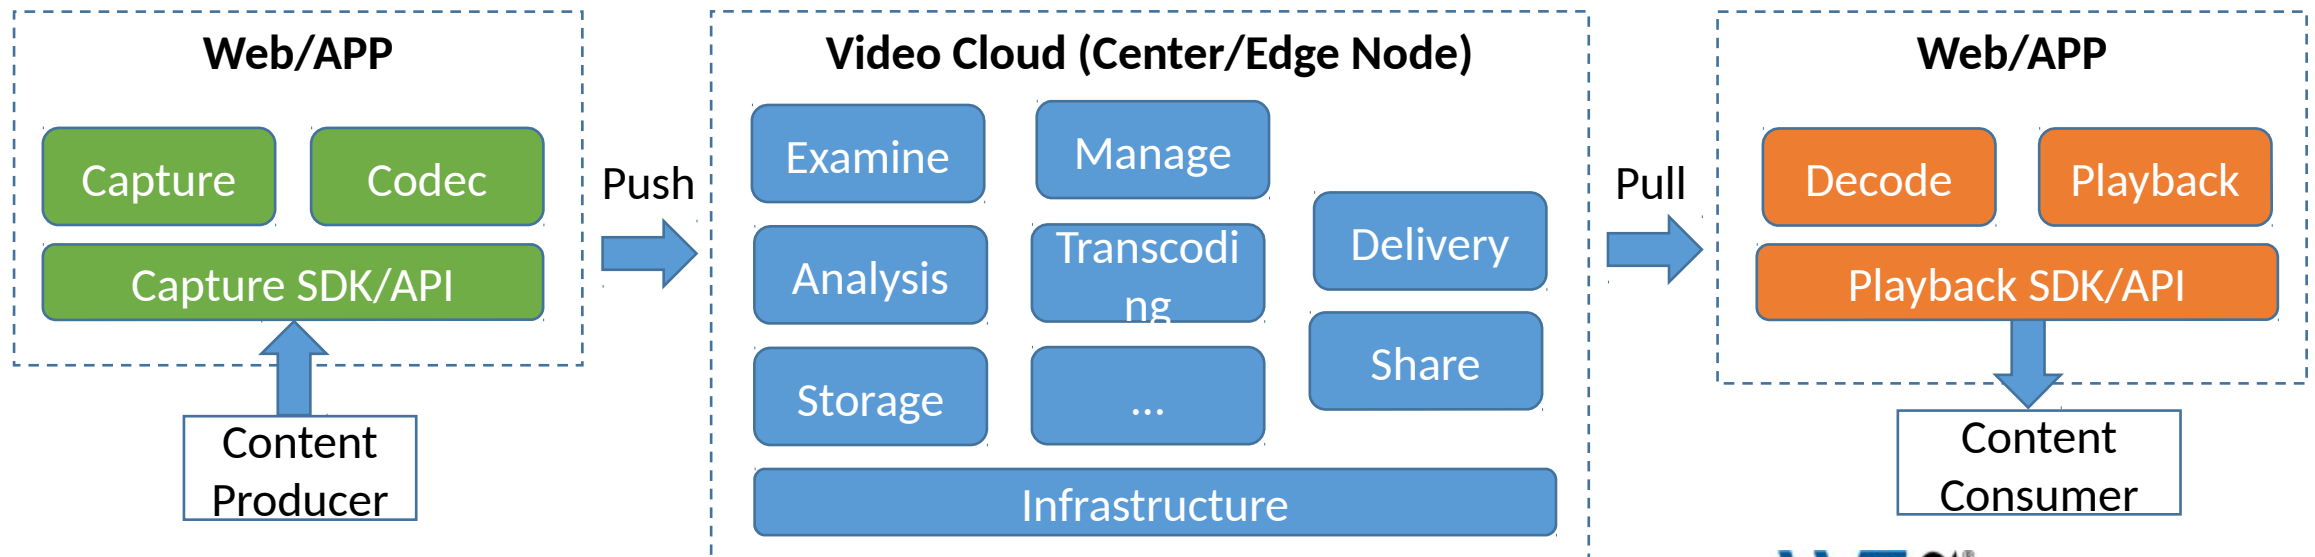 Web/APP
Capture
Codec
Capture SDK/API
Content
Producer
Push
Video Cloud (Center/Edge Node)
Examine
Manage
Analysis
Transcodi
ng
Delivery
Storage
...
Share
Infrastructure
Pull
Web/APP
Decode
Playback
Playback SDK/API
Content
Consumer